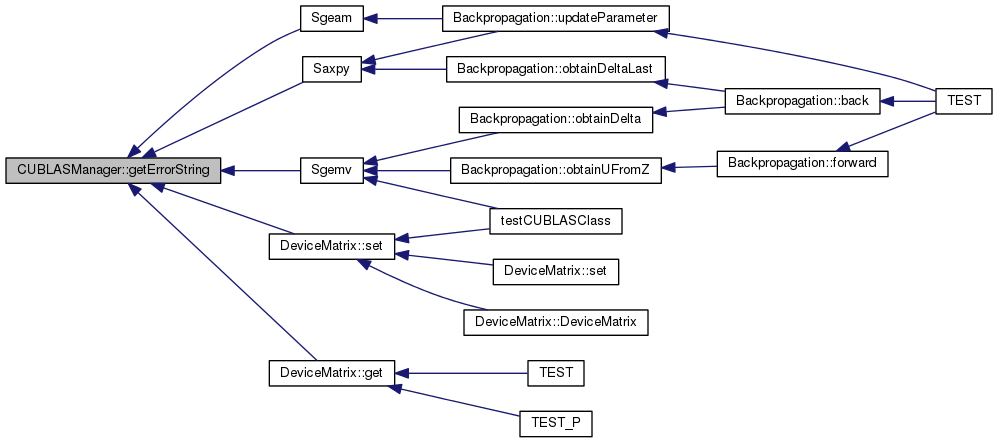 Sgeam
Backpropagation::updateParameter
Saxpy
Backpropagation::obtainDeltaLast
Backpropagation::back
TEST
Backpropagation::obtainDelta
CUBLASManager::getErrorString
Sgemv
Backpropagation::obtainUFromZ
Backpropagation::forward
testCUBLASClass
DeviceMatrix::set
DeviceMatrix::set
DeviceMatrix::DeviceMatrix
DeviceMatrix::get
TEST
TEST_P